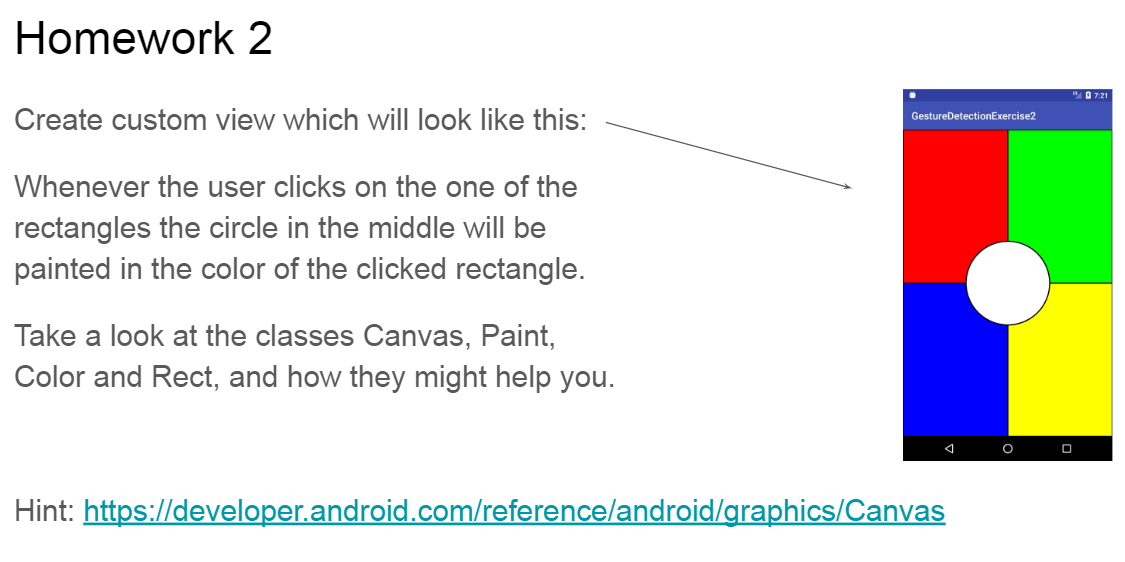 Homework 2
Create custom view which will look like this:
Whenever the user clicks on the one of the
rectangles the circle in the middle will be
painted in the color of the clicked rectangle.
Take a look at the classes Canvas, Paint,
Color and Rect, and how they might help you.
Hint: https://developer.android.com/reference/android/graphics/Canvas
7:21
GestureDetectionExercise2